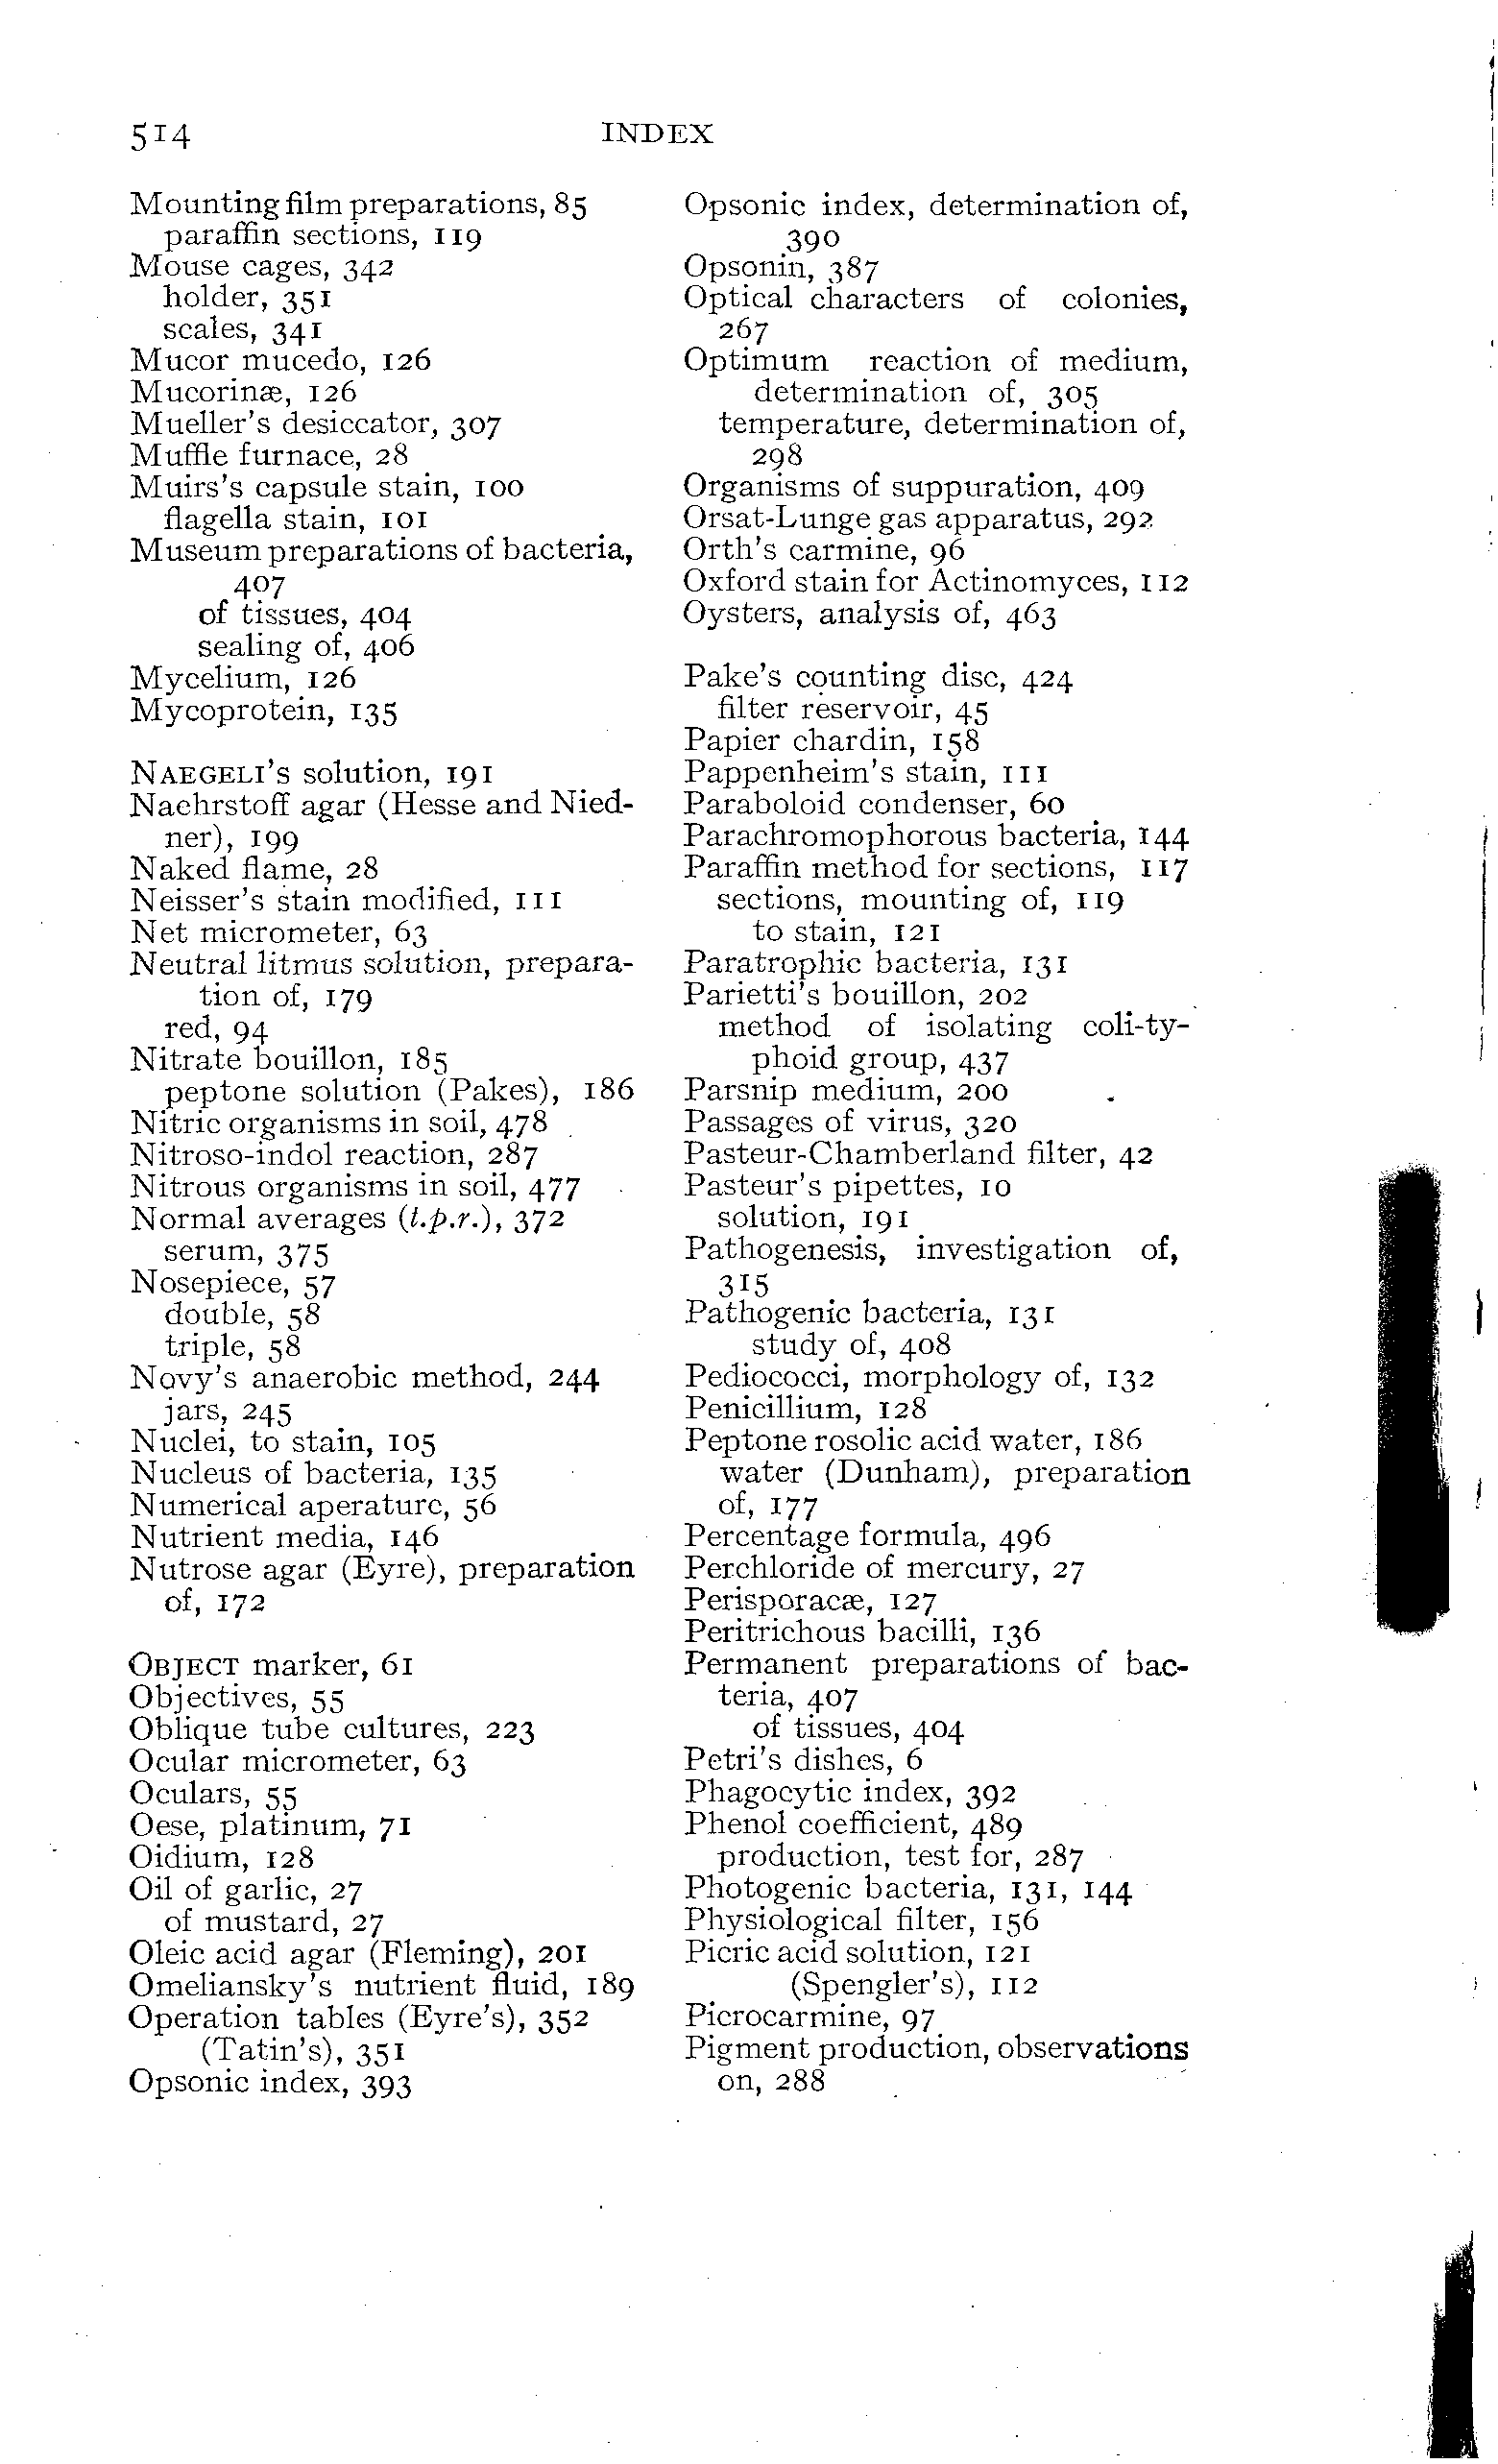 514
INDEX
Mounting film preparations, 85
paraffin sections, 119
Mouse cages, 342
holder, 351
scales, 341
Mucor mucedo, 126
Mucorinæ, 126
Mueller's desiccator, 307
Muffle furnace, 28
Muirs's capsule stain, 100
flagella stain, 101
Museum preparations of bacteria,
407
of tissues, 404
sealing of, 406
Mycelium, 126
Mycoprotein, 135
NAEGELI'S solution, 191
Naehrstoff agar (Hesse and Nied-
ner), 199
Naked flame, 28
Neisser's stain modified, 111
Net micrometer, 63
Neutral litmus solution, prepara-
tion of, 179
red, 94
Nitrate bouillon, 185
peptone solution (Pakes), 186
Nitric organisms in soil, 478
Nitroso-indol reaction, 287
Nitrous organisms in soil, 477
Normal averages (t.p.r.), 372
serum, 375
Nosepiece, 57
double, 58
triple, 58
Novy's anaerobic method, 244
jars, 245
Nuclei, to stain, 105
Nucleus of bacteria, 135
Numerical aperature, 56
Nutrient media, 146
Nutrose agar (Eyre), preparation
of, 172
OBJECT marker, 61
Objectives, 55
Oblique tube cultures, 223
Ocular micrometer, 63
Oculars, 55
Oese, platinum, 71
Oidium, 128
Oil of garlic, 27
of mustard, 27
Oleic acid agar (Fleming), 201
Omeliansky's nutrient fluid, 189
Operation tables (Eyre's), 352
(Tatin's), 351
Opsonic index, 393
Opsonic index, determination of,
390
Opsonin, 387
Optical characters of colonies,
267
Optimum reaction of medium,
determination of, 305
temperature, determination of,
298
Organisms of suppuration, 409
Orsat-Lunge gas apparatus, 292
Orth's carmine, 96
Oxford stain for Actinomyces, 112
Oysters, analysis of, 463
Pake's counting disc, 424
filter reservoir, 45
Papier chardin, 158
Pappenheim's stain, 111
Paraboloid condenser, 60
Parachromophorous bacteria, 144
Paraffin method for sections, 117
sections, mounting of, 119
to stain, 121
Paratrophic bacteria, 131
Parietti's bouillon, 202
method of isolating coli-ty-
phoid group, 437
Parsnip medium, 200
Passages of virus, 320
Pasteur-Chamberland filter, 42
Pasteur's pipettes, 10
solution, 191
Pathogenesis, investigation of,
315
Pathogenic bacteria, 131
study of, 408
Pediococci, morphology of, 132
Penicillium, 128
Peptone rosolic acid water, 186
water (Dunham), preparation
of, 177
Percentage formula, 496
Perchloride of mercury, 27
Perisporacæ, 127
Peritrichous bacilli, 136
Permanent preparations of bac-
teria, 407
of tissues, 404
Petri's dishes, 6
Phagocytic index, 392
Phenol coefficient, 489
production, test for, 287
Photogenic bacteria, 131, 144
Physiological filter, 156
Picric acid solution, 121
(Spengler's), 112
Picrocarmine, 97
Pigment production, observations
on, 288